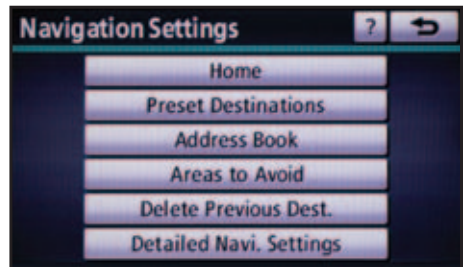 Navigation Settings ?
Home
Preset Destinations
Address Book
Areas to Avoid
Delete Previous Dest.
Detailed Navi. Settings